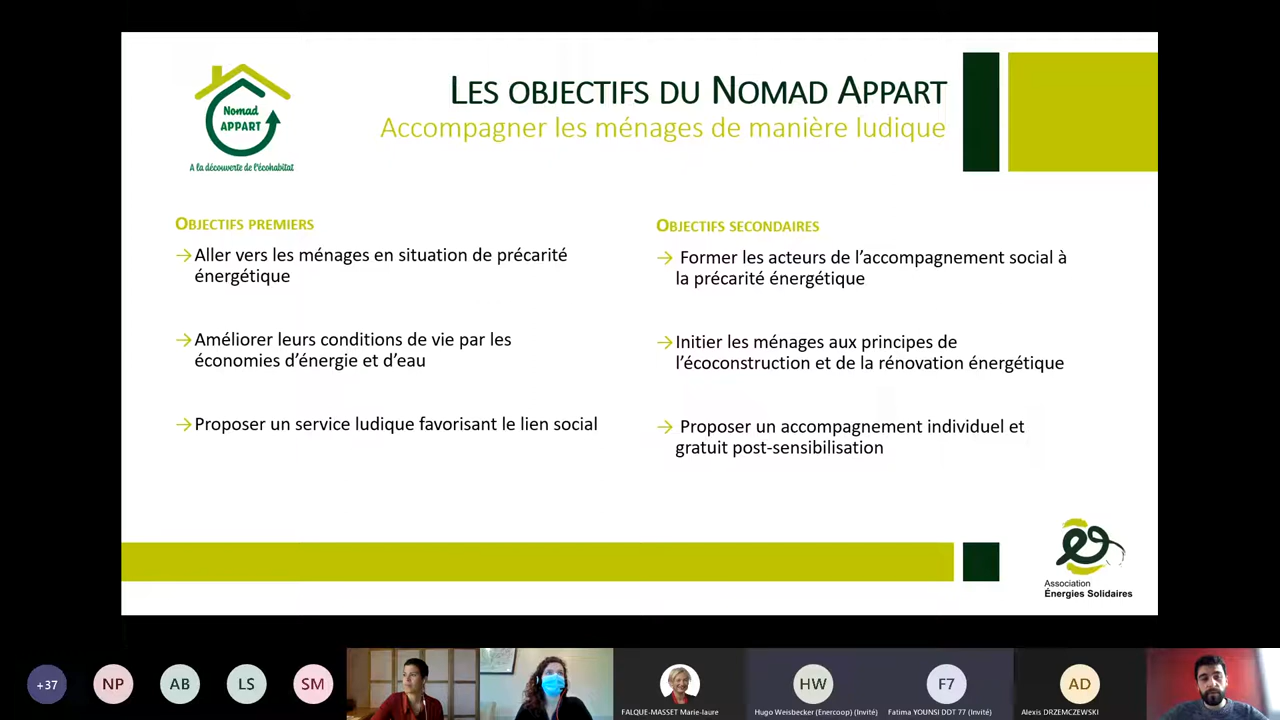 Nomad
APPART
A la découverte de l'écohabitat
LES OBJECTIFS DU NOMAD APPART
Accompagner les ménages de manière ludique
OBJECTIFS PREMIERS
→Aller vers les ménages en situation de précarité
énergétique
→Améliorer leurs conditions de vie par les
économies d'énergie et d'eau
→Proposer un service ludique favorisant le lien social
OBJECTIFS SECONDAIRES
→ Former les acteurs de l'accompagnement social à
la précarité énergétique
→Initier les ménages aux principes de
l'écoconstruction et de la rénovation énergétique
→ Proposer un accompagnement individuel et
gratuit post-sensibilisation
Association
Énergies Solidaires
+37
NP
AB
LS
SM
FALQUE-MASSET Marie-laure
HW
Hugo Weisbecker (Enercoop) (Invité)
F7
Fatima YOUNSI DDT 77 (Invité)
AD
Alexis DRZEMCZEWSKI